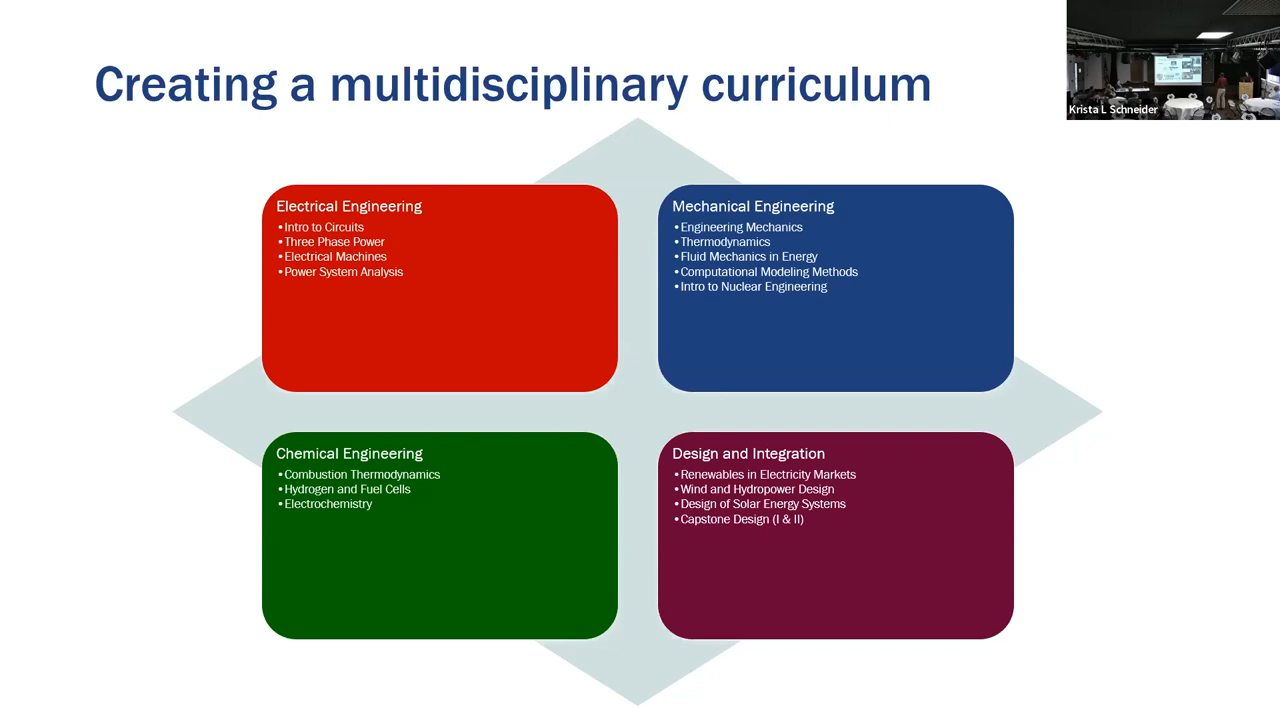 Creating a multidisciplinary curriculum
Krista L Schneider
Electrical Engineering
•Intro to Circuits
•Three Phase Power
•Electrical Machines
•Power System Analysis
Mechanical Engineering
•Engineering Mechanics
•Thermodynamics
•Fluid Mechanics in Energy
•Computational Modeling Methods
•Intro to Nuclear Engineering
Chemical Engineering
•Combustion Thermodynamics
•Hydrogen and Fuel Cells
•Electrochemistry
Design and Integration
•Renewables in Electricity Markets
•Wind and Hydropower Design
•Design of Solar Energy Systems
•Capstone Design (I & II)